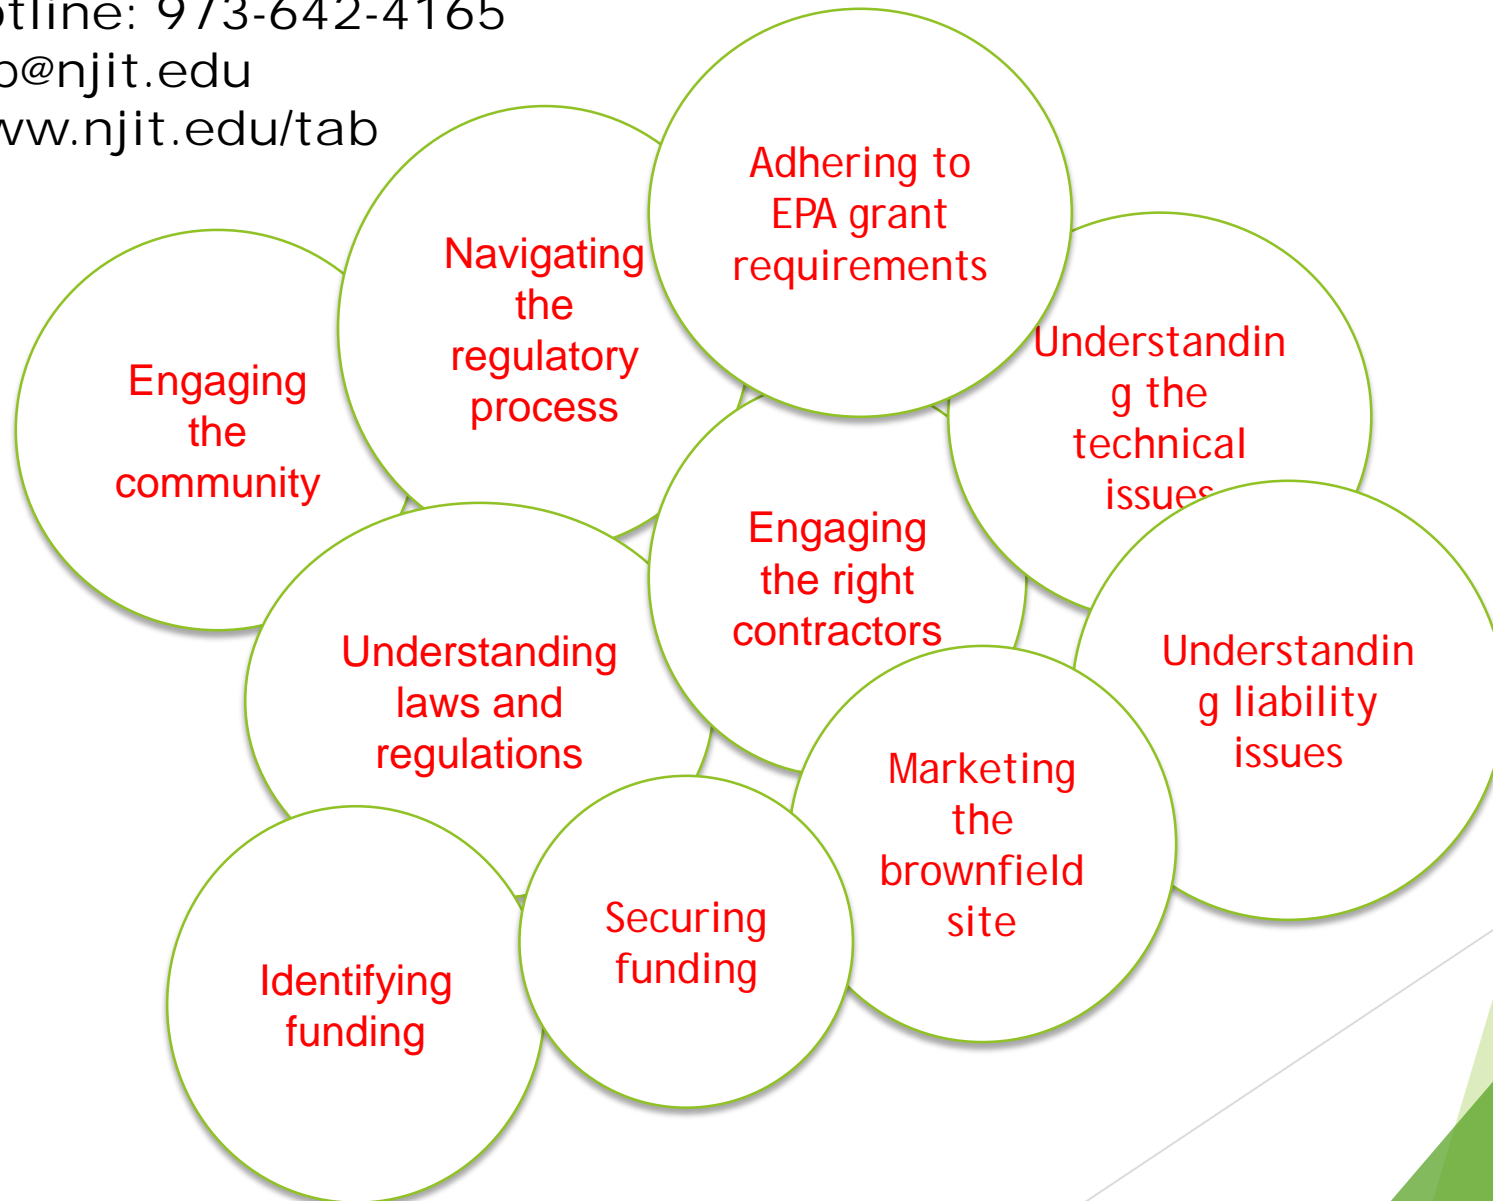 otline: 973-642-4165
b@njit.edu
ww.njit.edu/tab
Adhering to
EPA grant
requirements
Navigating
the
regulatory
process
Understandin
g the
technical
issues
Engaging
the
community
Engaging
the right
contractors
Understanding
laws and
regulations
Understandin
g liability
issues
Marketing
the
brownfield
site
Securing
funding
Identifying
funding